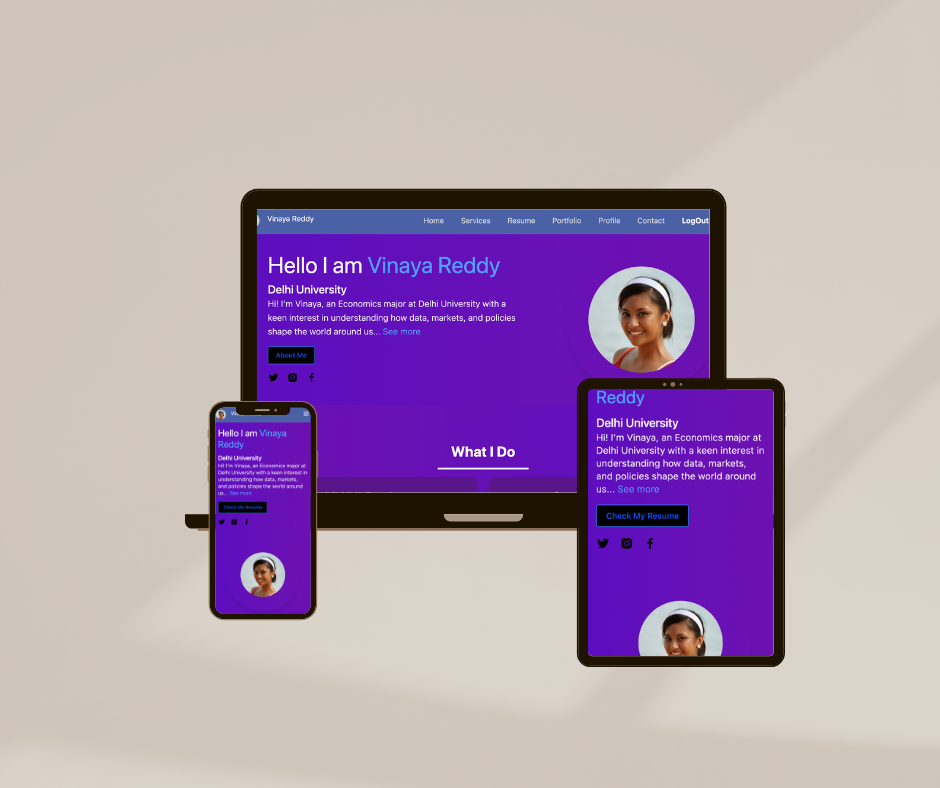 Vinaya Reddy
Home Services Resume Portfolio Profile Contact LogOut
Hello I am Vinaya Reddy
Delhi University
Hi! I'm Vinaya, an Economics major at Delhi University with a
keen interest in understanding how data, markets, and policies
shape the world around us... See more
About Me
What I Do
Hello I am Vinaya
Reddy
Delhi University
Hi! I'm Vinaya, an Economics major at
Delhi University with a keen interest in
understanding how data, markets,
and policies shape the world around
us... See more
Check My Resume
Reddy
Delhi University
Hi! I'm Vinaya, an Economics major at
Delhi University with a keen interest in
understanding how data, markets,
and policies shape the world around
us... See more
Check My Resume